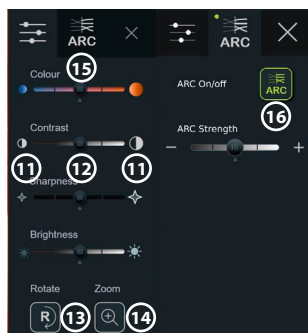 ARC
ARC
15
Colour
ARC On/off
ARC
16
Contrast
ARC Strength
11
12
11
Sharpness
Brightness
Rotate
Zoom
R
13
14